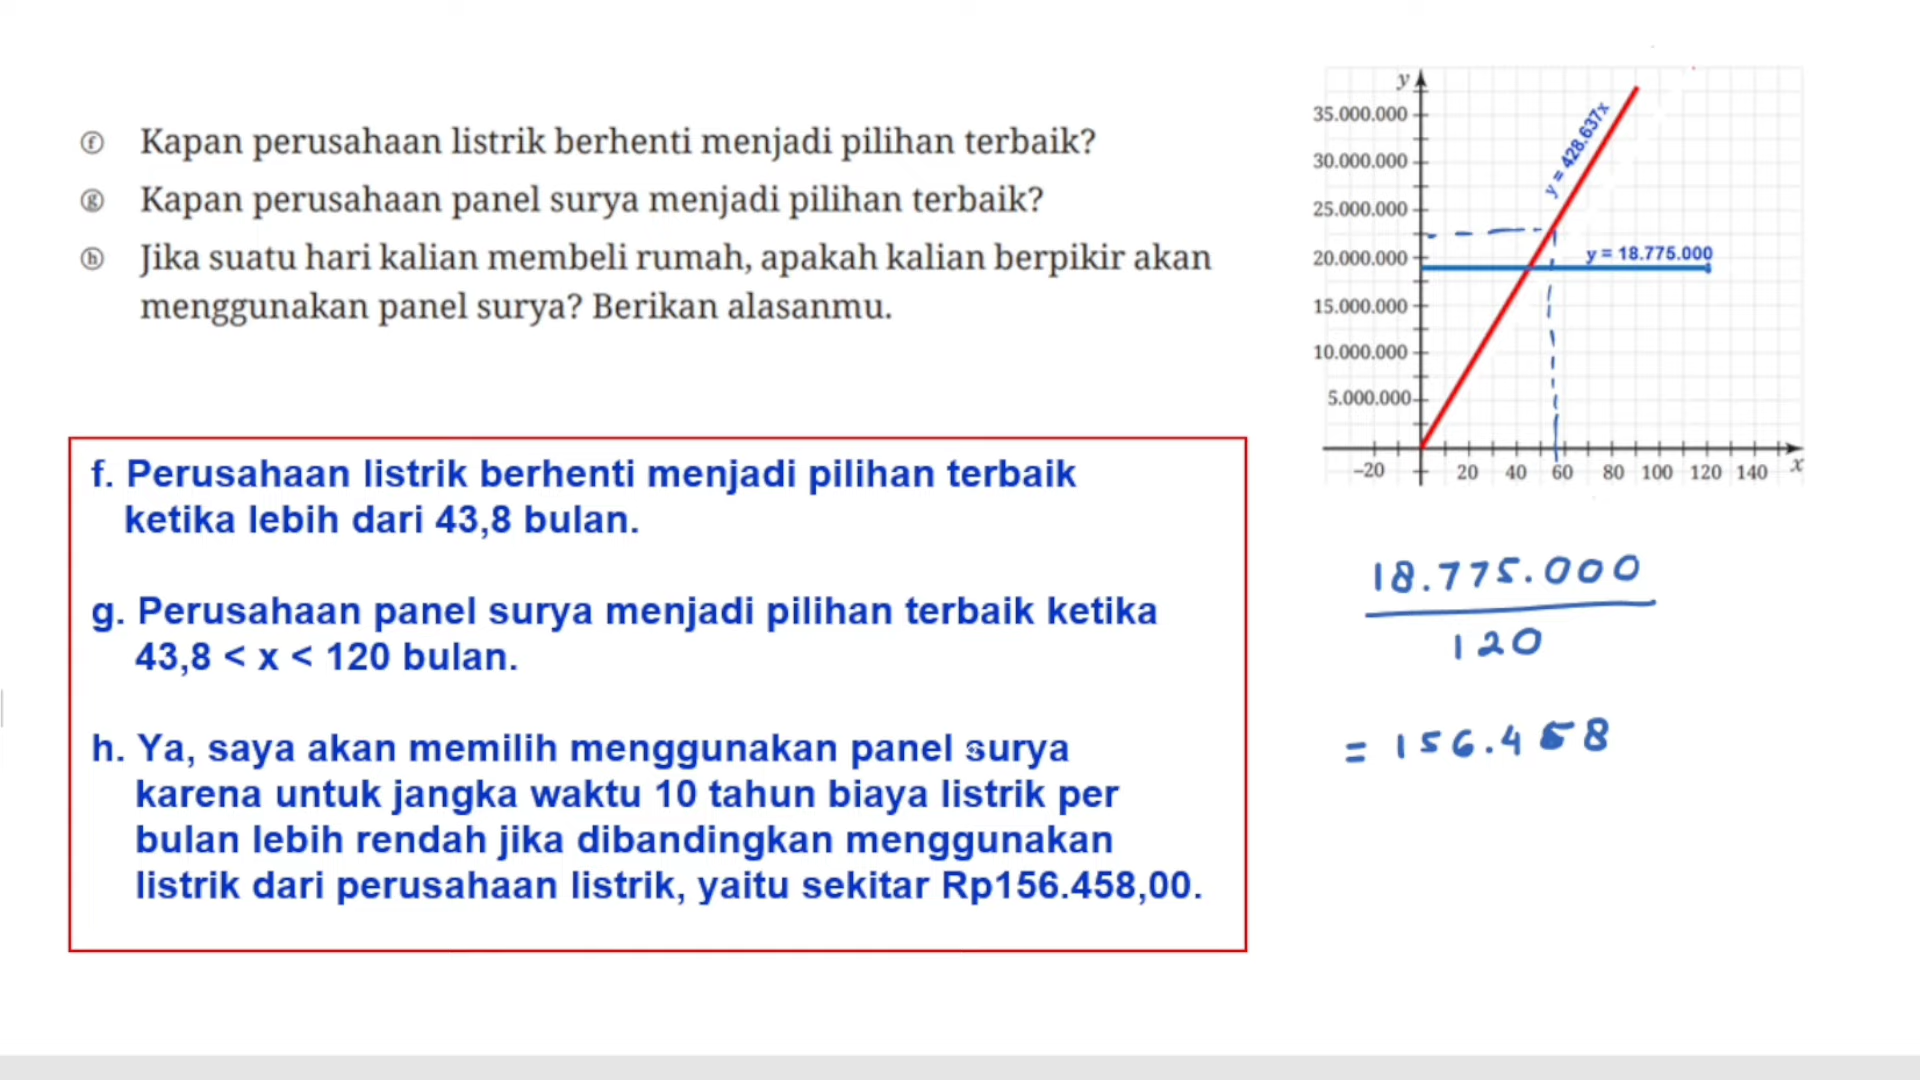 ⓕ Kapan perusahaan listrik berhenti menjadi pilihan terbaik?
ⓖ Kapan perusahaan panel surya menjadi pilihan terbaik?
ⓗ Jika suatu hari kalian membeli rumah, apakah kalian berpikir akan
menggunakan panel surya? Berikan alasanmu.
f. Perusahaan listrik berhenti menjadi pilihan terbaik
ketika lebih dari 43,8 bulan.
g. Perusahaan panel surya menjadi pilihan terbaik ketika
43,8 < x < 120 bulan.
h. Ya, saya akan memilih menggunakan panel surya
karena untuk jangka waktu 10 tahun biaya listrik per
bulan lebih rendah jika dibandingkan menggunakan
listrik dari perusahaan listrik, yaitu sekitar Rp156.458,00.
y
35.000.000
30.000.000
25.000.000
20.000.000
15.000.000
10.000.000
5.000.000
y = 428.637x
y = 18.775.000
-20 20 40 60 80 100 120 140 x
18.775.000
120
= 156.458